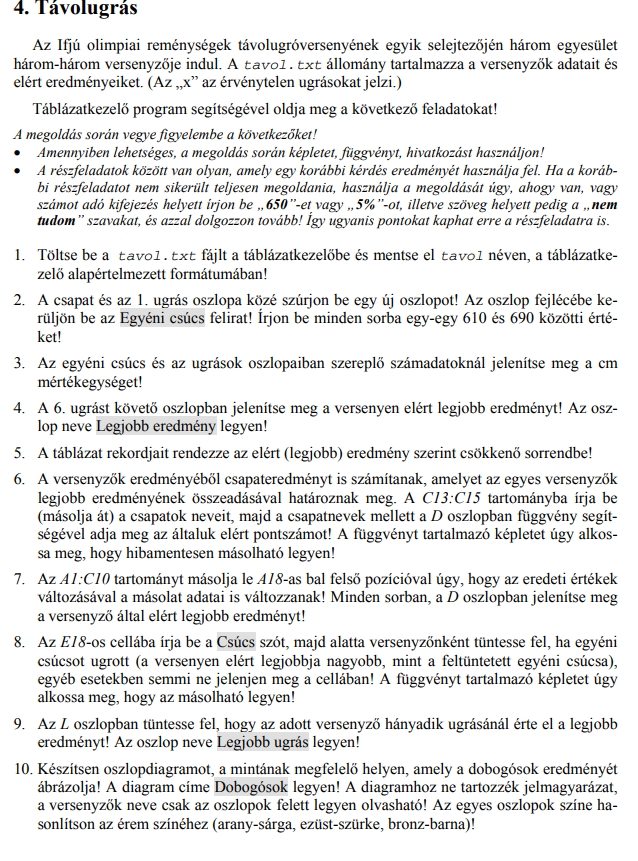 4. Távolugrás
Az Ifjú olimpiai reménységek távolugróversenyének egyik selejtezőjén három egyesület
három-három versenyzője indul. A tavol.txt állomány tartalmazza a versenyzők adatait és
elért eredményeiket. (Az „x” az érvénytelen ugrásokat jelzi.)
Táblázatkezelő program segítségével oldja meg a következő feladatokat!
A megoldás során vegye figyelembe a következőket!
• Amennyiben lehetséges, a megoldás során képletet, függvényt, hivatkozást használjon!
• A részfeladatok között van olyan, amely egy korábbi kérdés eredményét használja fel. Ha a koráb-
bi részfeladatot nem sikerült teljesen megoldania, használja a megoldását úgy, ahogy van, vagy
számot adó kifejezés helyett írjon be „650”-et vagy „5%”-ot, illetve szöveg helyett pedig a „nem
tudom” szavakat, és azzal dolgozzon tovább! Így ugyanis pontokat kaphat erre a részfeladatra is.
1. Töltse be a tavol.txt fájlt a táblázatkezelőbe és mentse el tavol néven, a táblázatke-
zelő alapértelmezett formátumában!
2. A csapat és az 1. ugrás oszlopa közé szúrjon be egy új oszlopot! Az oszlop fejlécébe ke-
rüljön be az Egyéni csúcs felirat! Írjon be minden sorba egy-egy 610 és 690 közötti érté-
ket!
3. Az egyéni csúcs és az ugrások oszlopaiban szereplő számadatoknál jelenítse meg a cm
mértékegységet!
4. A 6. ugrást követő oszlopban jelenítse meg a versenyen elért legjobb eredményt! Az osz-
lop neve Legjobb eredmény legyen!
5. A táblázat rekordjait rendezze az elért (legjobb) eredmény szerint csökkenő sorrendbe!
6. A versenyzők eredményéből csapateredményt is számítanak, amelyet az egyes versenyzők
legjobb eredményének összeadásával határoznak meg. A C13:C15 tartományba írja be
(másolja át) a csapatok neveit, majd a csapatnevek mellett a D oszlopban függvény segít-
ségével adja meg az általuk elért pontszámot! A függvényt tartalmazó képletet úgy alkos-
sa meg, hogy hibamentesen másolható legyen!
7. Az A1:C10 tartományt másolja le A18-as bal felső pozícióval úgy, hogy az eredeti értékek
változásával a másolat adatai is változzanak! Minden sorban, a D oszlopban jelenítse meg
a versenyző által elért legjobb eredményt!
8. Az E18-os cellába írja be a Csúcs szót, majd alatta versenyzőnként tüntesse fel, ha egyéni
csúcsot ugrott (a versenyen elért legjobbja nagyobb, mint a feltüntetett egyéni csúcsa),
egyéb esetekben semmi ne jelenjen meg a cellában! A függvényt tartalmazó képletet úgy
alkossa meg, hogy az másolható legyen!
9. Az L oszlopban tüntesse fel, hogy az adott versenyző hányadik ugrásánál érte el a legjobb
eredményt! Az oszlop neve Legjobb ugrás legyen!
10. Készítsen oszlopdiagramot, a mintának megfelelő helyen, amely a dobogósok eredményét
ábrázolja! A diagram címe Dobogósok legyen! A diagramhoz ne tartozzék jelmagyarázat,
a versenyzők neve csak az oszlopok felett legyen olvasható! Az egyes oszlopok színe ha-
sonlítson az érem színéhez (arany-sárga, ezüst-szürke, bronz-barna)!